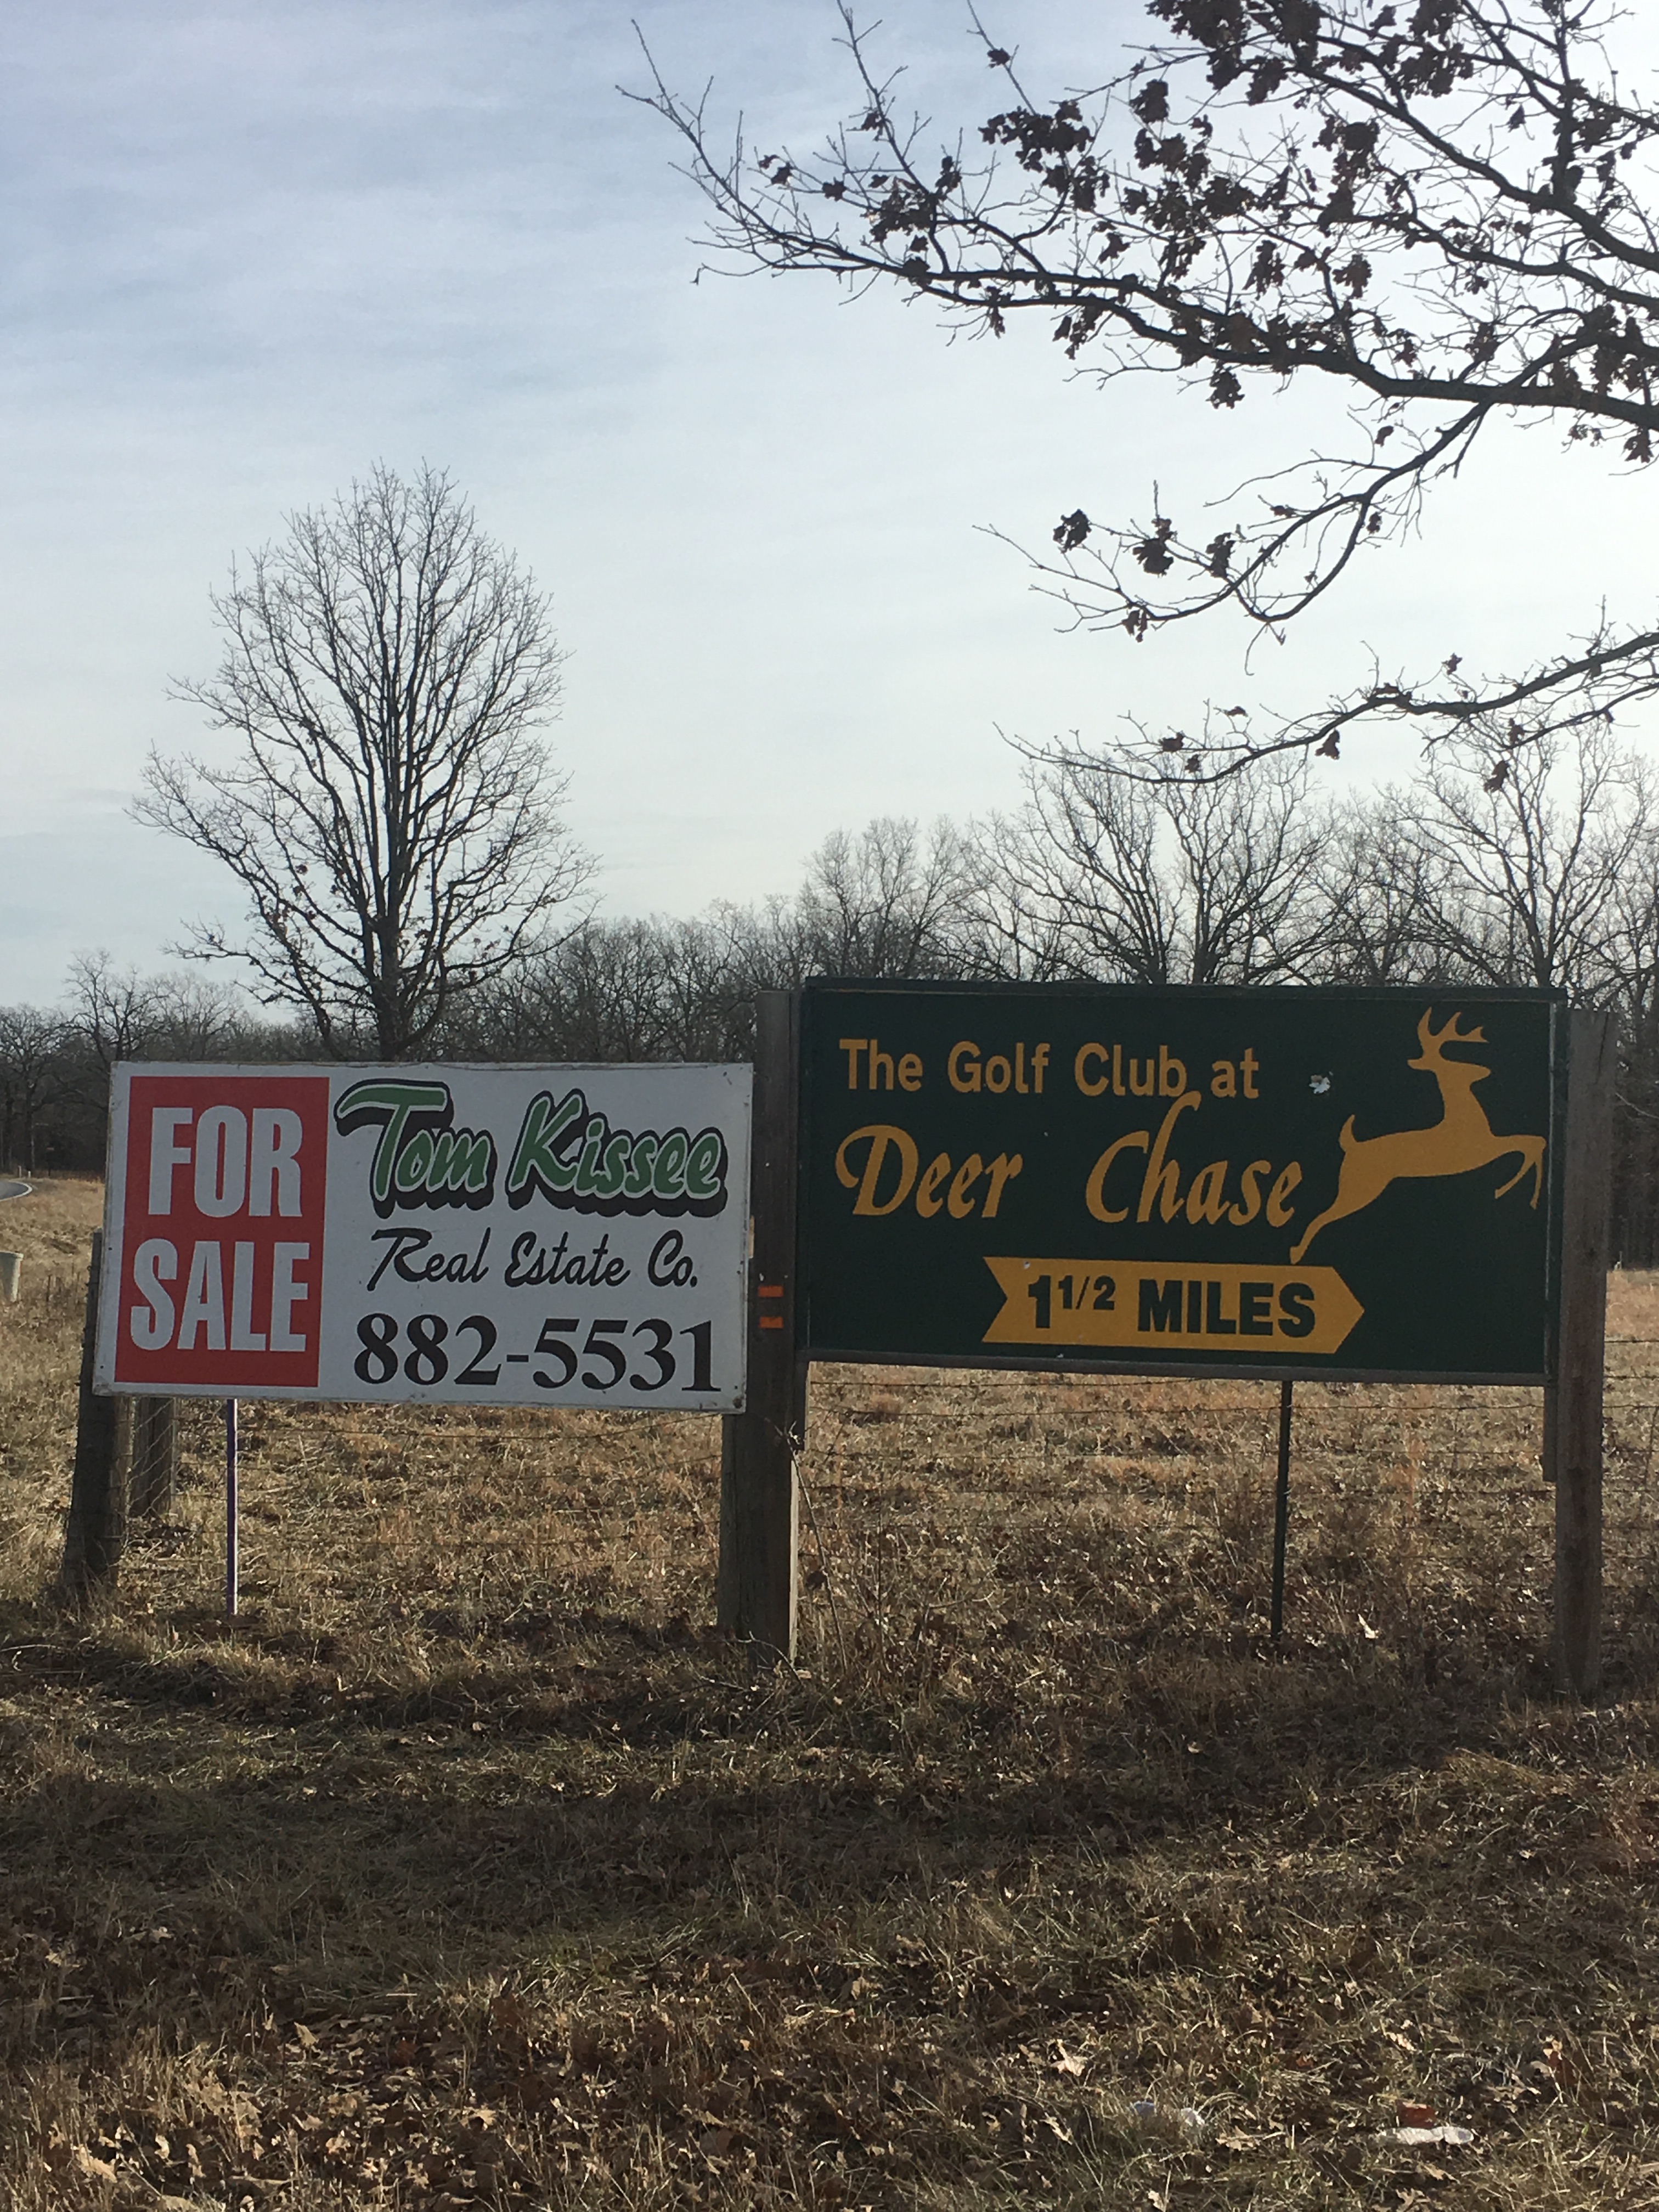 FOR
SALE
Tom Kissee
Real Estate Co.
882-5531
The Golf Club at
Deer Chase
1 1/2 MILES